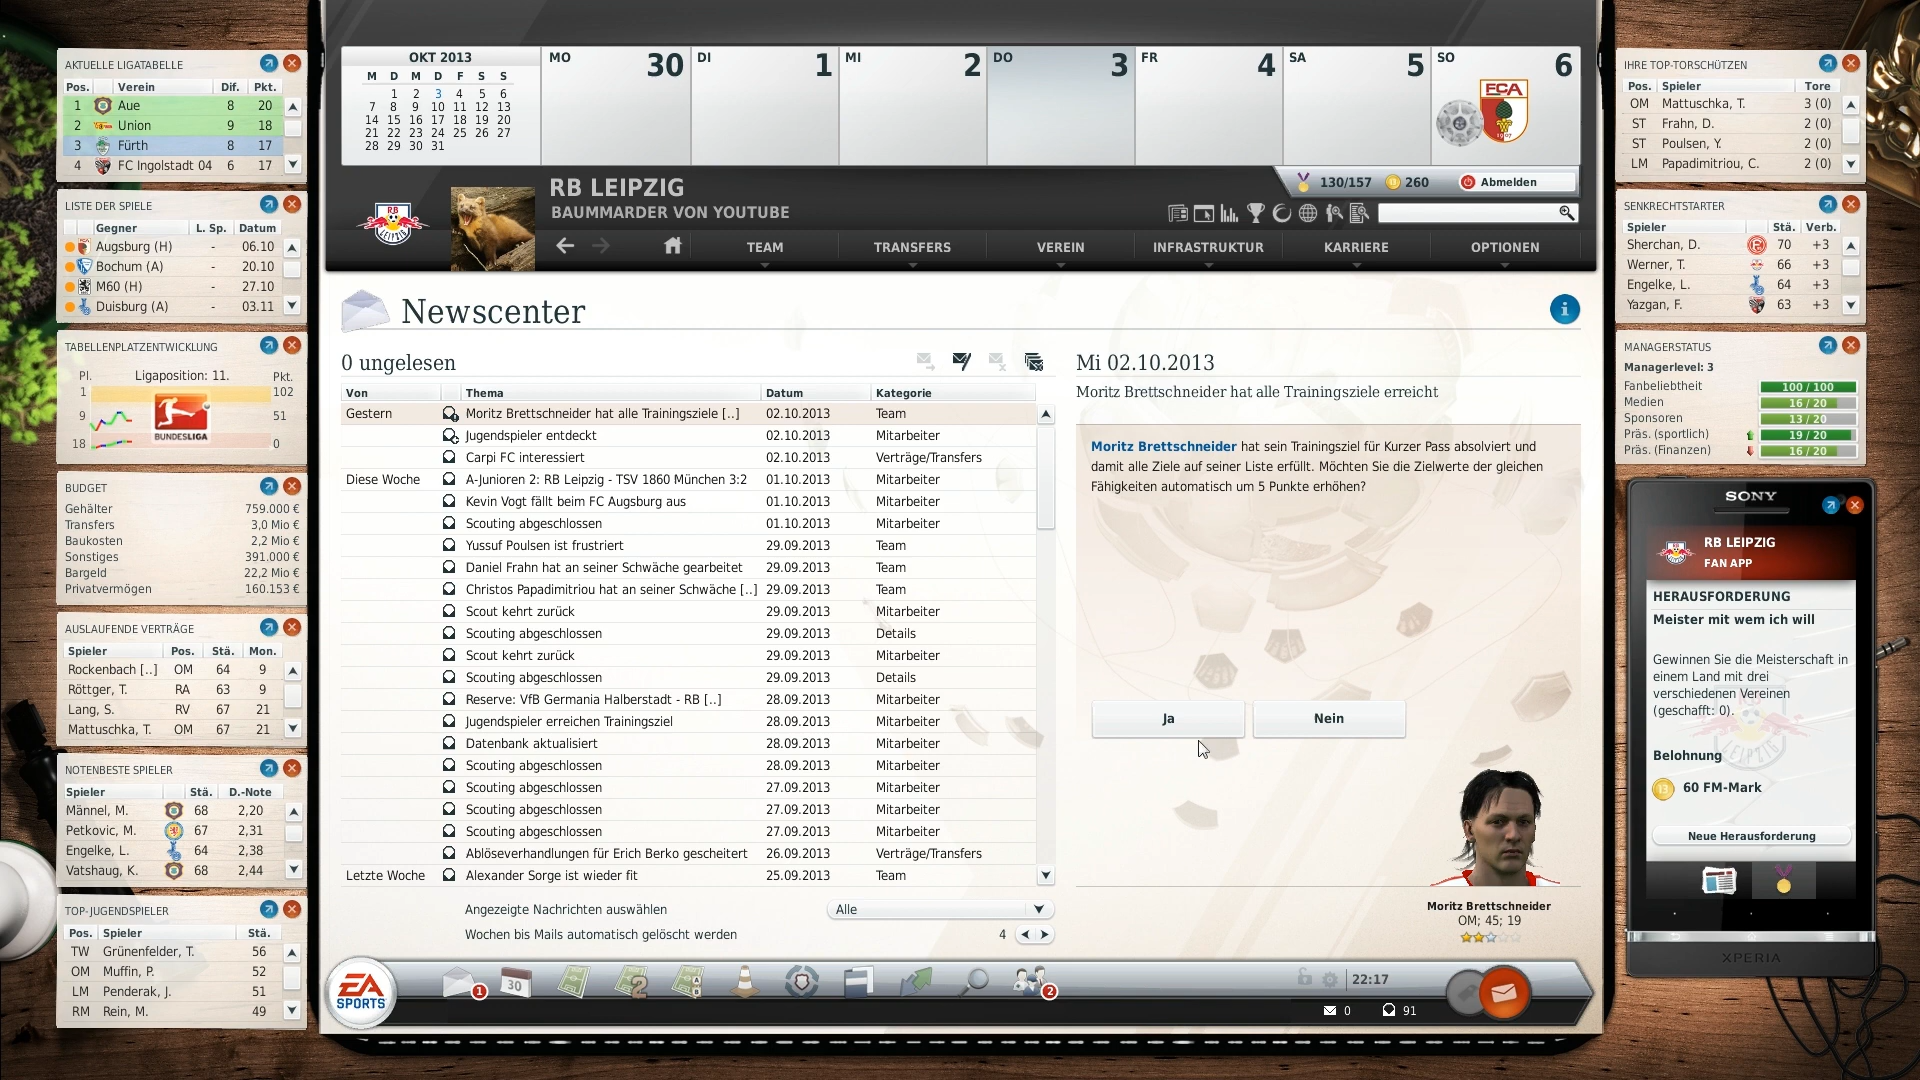 AKTUELLE LIGATABELLE
Pos. Verein Dif. Pkt.
1 Aue 8 20
2 Union 9 18
3 Fürth 8 17
4 FC Ingolstadt 04 6 17
LISTE DER SPIELE
Gegner L. Sp. Datum
Augsburg (H) - 06.10
Bochum (A) - 20.10
M60 (H) - 27.10
Duisburg (A) - 03.11
TABELLENPLATZENTWICKLUNG
Pl. Ligaposition: 11. Pkt.
1 102
9 51
18 0
BUNDESLIGA
BUDGET
Gehälter 759.000 €
Transfers 3,0 Mio €
Baukosten 2,2 Mio €
Sonstiges 391.000 €
Bargeld 22,2 Mio €
Privatvermögen 160.153 €
AUSLAUFENDE VERTRÄGE
Spieler Pos. Stä. Mon.
Rockenbach [..] OM 64 9
Röttger, T. RA 63 9
Lang, S. RV 67 21
Mattuschka, T. OM 67 21
NOTENBESTE SPIELER
Spieler Stä. D.-Note
Männel, M. 68 2,20
Petkovic, M. 67 2,31
Engelke, L. 64 2,38
Vatshaug, K. 68 2,44
TOP-JUGENDSPIELER
Pos. Spieler Stä.
TW Grünenfelder, T. 56
OM Muffin, P. 52
LM Penderak, J. 51
RM Rein, M. 49
OKT 2013
M D M D F S S
1 2 3 4 5 6
7 8 9 10 11 12 13
14 15 16 17 18 19 20
21 22 23 24 25 26 27
28 29 30 31
MO 30
DI 1
MI 2
DO 3
FR 4
SA 5
SO 6
FCA
1907
RB LEIPZIG
BAUMMARDER VON YOUTUBE
RB
LEIPZIG
130/157 260 Abmelden
TEAM TRANSFERS VEREIN INFRASTRUKTUR KARRIERE OPTIONEN
Newscenter
0 ungelesen
Von Thema Datum Kategorie
Gestern Moritz Brettschneider hat alle Trainingsziele [..] 02.10.2013 Team
Jugendspieler entdeckt 02.10.2013 Mitarbeiter
Carpi FC interessiert 02.10.2013 Verträge/Transfers
Diese Woche A-Junioren 2: RB Leipzig - TSV 1860 München 3:2 01.10.2013 Mitarbeiter
Kevin Vogt fällt beim FC Augsburg aus 01.10.2013 Mitarbeiter
Scouting abgeschlossen 01.10.2013 Mitarbeiter
Yussuf Poulsen ist frustriert 29.09.2013 Team
Daniel Frahn hat an seiner Schwäche gearbeitet 29.09.2013 Team
Christos Papadimitriou hat an seiner Schwäche [..] 29.09.2013 Team
Scout kehrt zurück 29.09.2013 Mitarbeiter
Scouting abgeschlossen 29.09.2013 Details
Scout kehrt zurück 29.09.2013 Mitarbeiter
Scouting abgeschlossen 29.09.2013 Details
Reserve: VfB Germania Halberstadt - RB [..] 28.09.2013 Mitarbeiter
Jugendspieler erreichen Trainingsziel 28.09.2013 Mitarbeiter
Datenbank aktualisiert 28.09.2013 Mitarbeiter
Scouting abgeschlossen 28.09.2013 Mitarbeiter
Scouting abgeschlossen 27.09.2013 Mitarbeiter
Scouting abgeschlossen 27.09.2013 Mitarbeiter
Scouting abgeschlossen 27.09.2013 Mitarbeiter
Ablöseverhandlungen für Erich Berko gescheitert 26.09.2013 Verträge/Transfers
Letzte Woche Alexander Sorge ist wieder fit 25.09.2013 Team
Angezeigte Nachrichten auswählen Alle
Wochen bis Mails automatisch gelöscht werden 4
Mi 02.10.2013
Moritz Brettschneider hat alle Trainingsziele erreicht
Moritz Brettschneider hat sein Trainingsziel für Kurzer Pass absolviert und
damit alle Ziele auf seiner Liste erfüllt. Möchten Sie die Zielwerte der gleichen
Fähigkeiten automatisch um 5 Punkte erhöhen?
Ja Nein
Moritz Brettschneider
OM; 45; 19
EA
SPORTS
1
30
2
2
22:17
0 91
IHRE TOP-TORSCHÜTZEN
Pos. Spieler Tore
OM Mattuschka, T. 3 (0)
ST Frahn, D. 2 (0)
ST Poulsen, Y. 2 (0)
LM Papadimitriou, C. 2 (0)
SENKRECHTSTARTER
Spieler Stä. Verb.
Sherchan, D. 70 +3
Werner, T. 66 +3
Engelke, L. 64 +3
Yazgan, F. 63 +3
MANAGERSTATUS
Managerlevel: 3
Fanbeliebtheit 100 / 100
Medien 16 / 20
Sponsoren 13 / 20
Präs. (sportlich) 19 / 20
Präs. (Finanzen) 16 / 20
SONY
RB LEIPZIG
FAN APP
HERAUSFORDERUNG
Meister mit wem ich will
Gewinnen Sie die Meisterschaft in
einem Land mit drei
verschiedenen Vereinen
(geschafft: 0).
Belohnung
60 FM-Mark
Neue Herausforderung
XPERIA